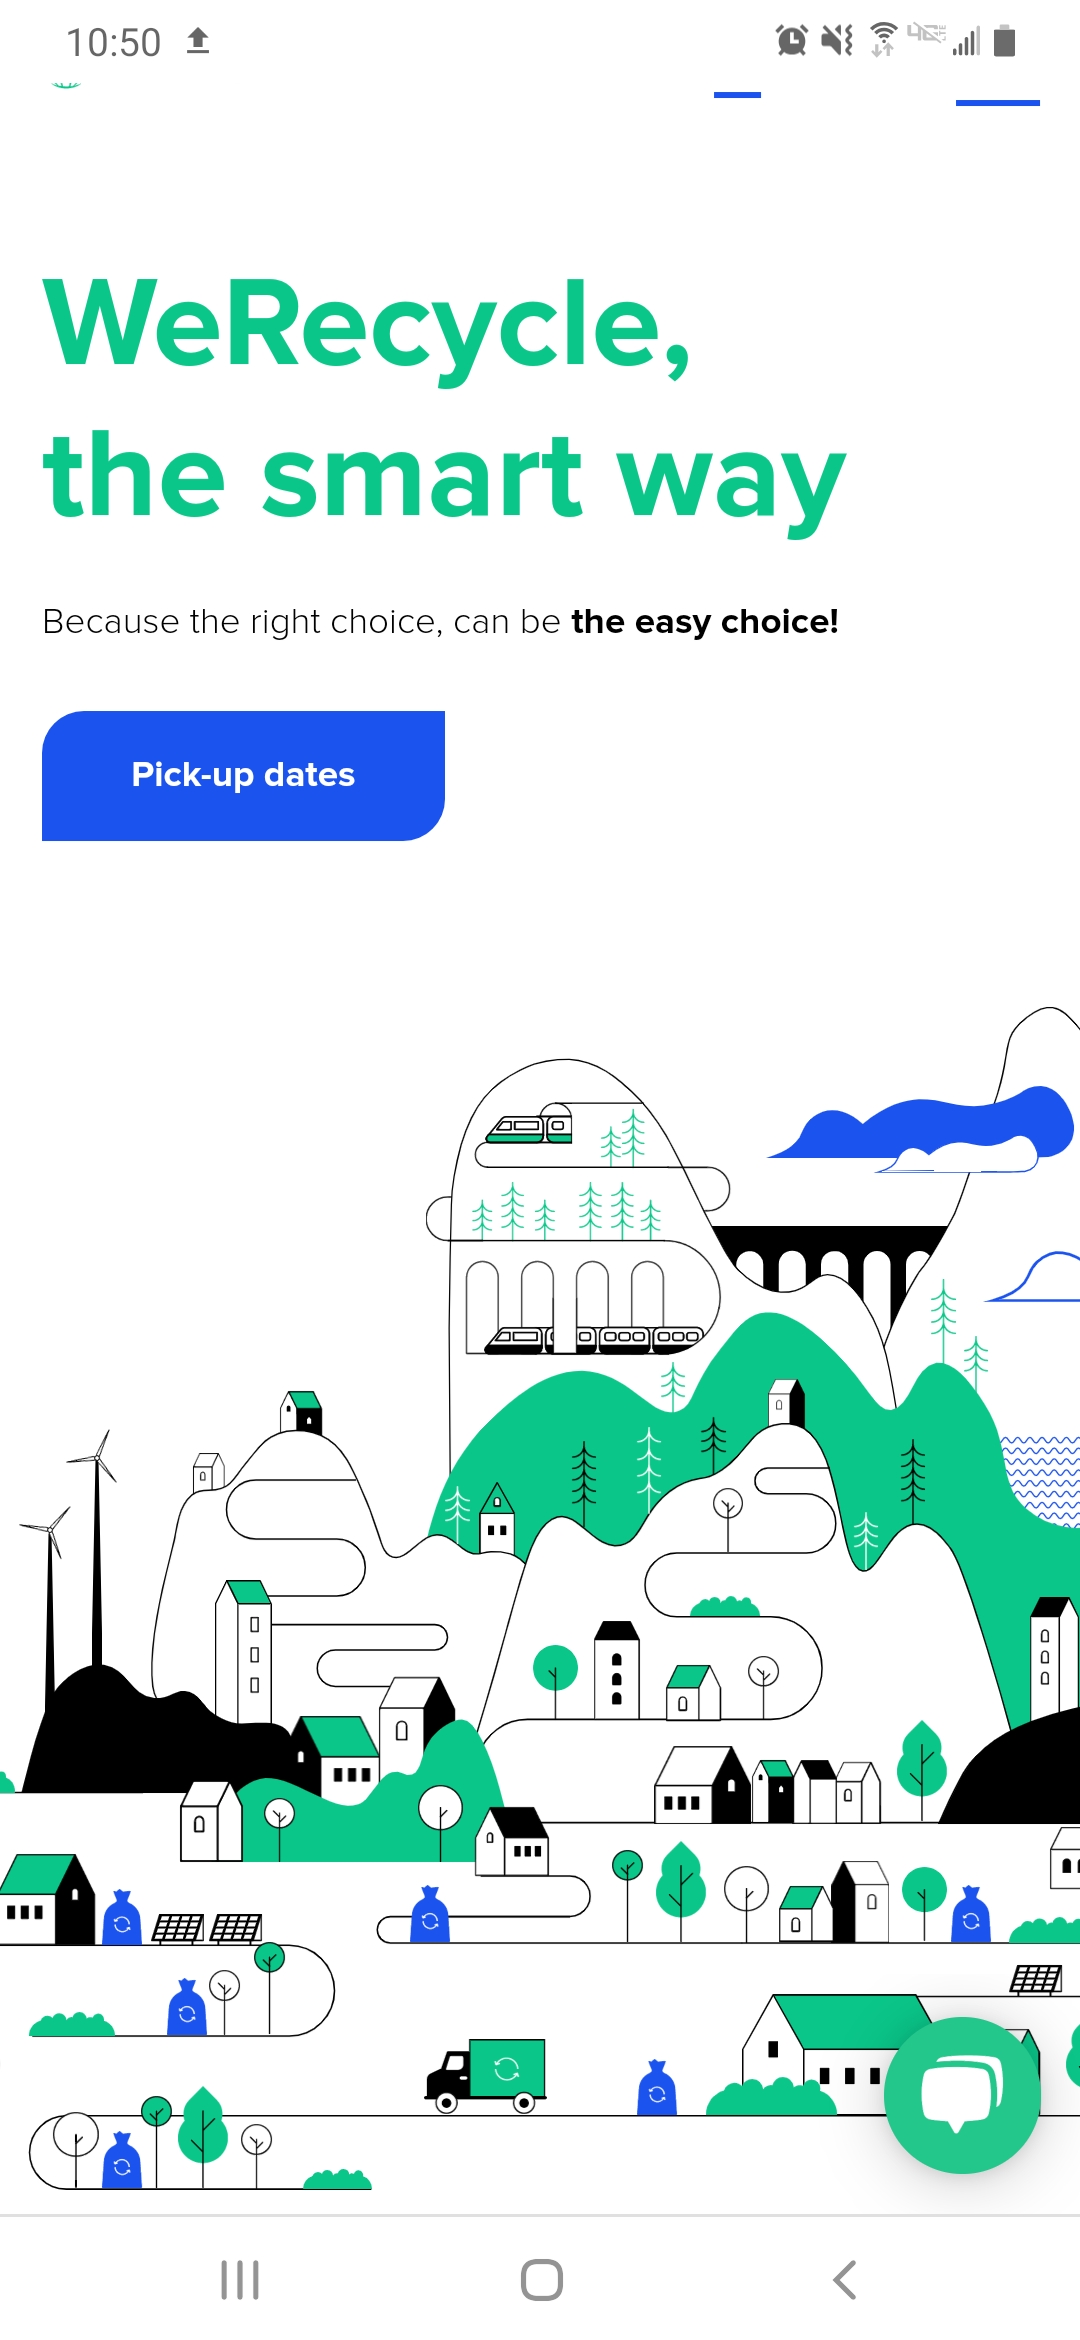 10:50
WeRecycle,
the smart way
Because the right choice, can be the easy choice!
Pick-up dates